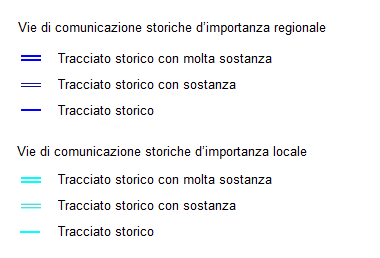 Vie di comunicazione storiche d'importanza regionale
Tracciato storico con molta sostanza
Tracciato storico con sostanza
Tracciato storico
Vie di comunicazione storiche d'importanza locale
Tracciato storico con molta sostanza
Tracciato storico con sostanza
Tracciato storico